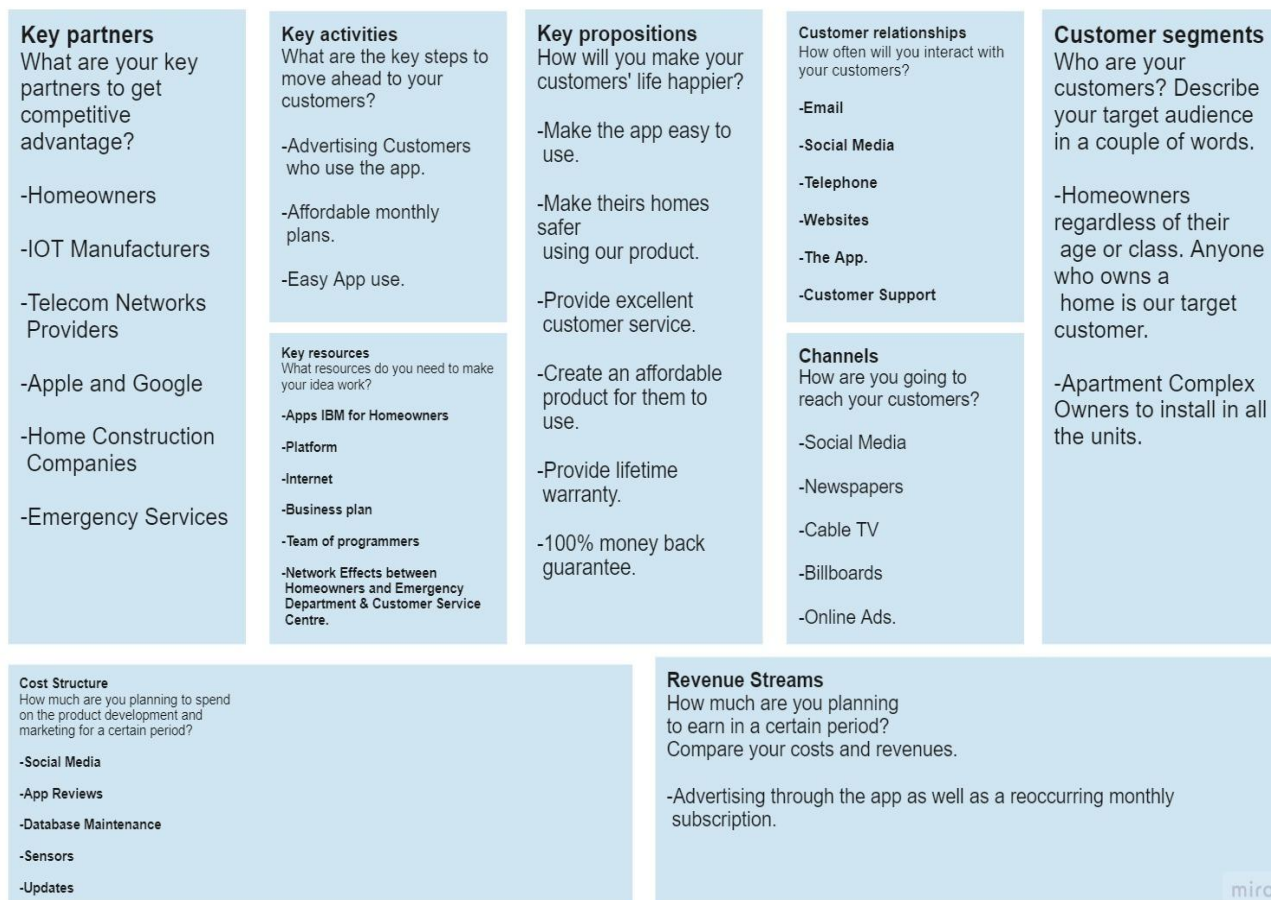 Key partners
What are your key
partners to get
competitive
advantage?
-Homeowners
-IOT Manufacturers
-Telecom Networks
Providers
-Apple and Google
-Home Construction
Companies
-Emergency Services
Key activities
What are the key steps to
move ahead to your
customers?
-Advertising Customers
who use the app.
-Affordable monthly
plans.
-Easy App use.
Key resources
What resources do you need to make
your idea work?
-Apps IBM for Homeowners
-Platform
-Internet
-Business plan
-Team of programmers
-Network Effects between
Homeowners and Emergency
Department & Customer Service
Centre.
Key propositions
How will you make your
customers' life happier?
-Make the app easy to
use.
-Make theirs homes
safer
using our product.
-Provide excellent
customer service.
-Create an affordable
product for them to
use.
-Provide lifetime
warranty.
-100% money back
guarantee.
Customer relationships
How often will you interact with
your customers?
-Email
-Social Media
-Telephone
-Websites
-The App.
-Customer Support
Channels
How are you going to
reach your customers?
-Social Media
-Newspapers
-Cable TV
-Billboards
-Online Ads.
Customer segments
Who are your
customers? Describe
your target audience
in a couple of words.
-Homeowners
regardless of their
age or class. Anyone
who owns a
home is our target
customer.
-Apartment Complex
Owners to install in all
the units.
Cost Structure
How much are you planning to spend
on the product development and
marketing for a certain period?
-Social Media
-App Reviews
-Database Maintenance
-Sensors
-Updates
Revenue Streams
How much are you planning
to earn in a certain period?
Compare your costs and revenues.
-Advertising through the app as well as a reoccurring monthly
subscription.
miro